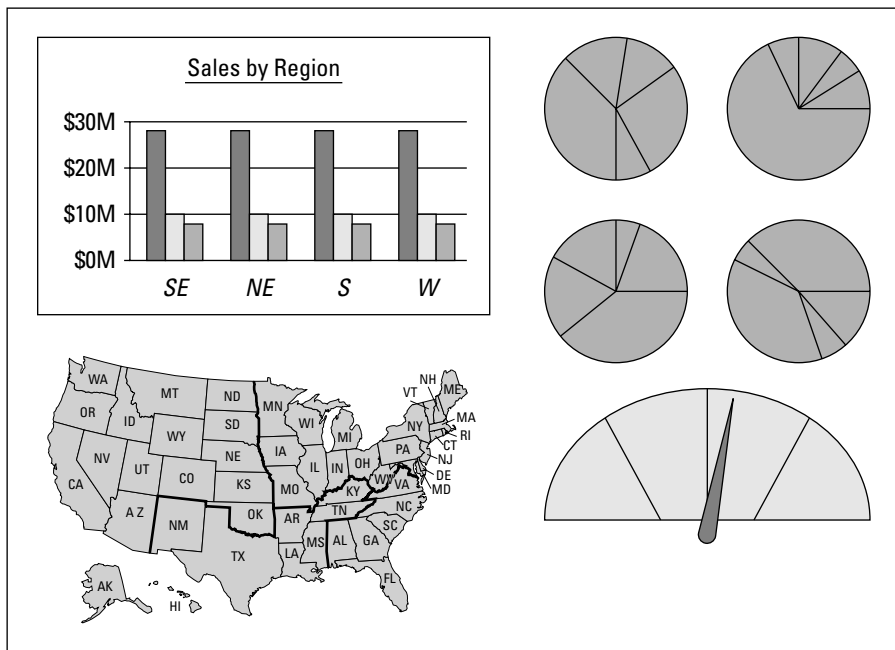 Sales by Region
$30M
$20M
$10M
$0M
SE NE S W
WA
MT
ND
MN
VT
NH
ME
OR
ID
SD
WI
MI
NY
MA
RI
CT
WY
NE
IA
PA
NJ
NV
UT
CO
IL
IN
OH
DE
MD
CA
KS
MO
KY
WV
VA
AZ
NM
OK
AR
TN
NC
SC
TX
LA
MS
AL
GA
FL
AK
HI